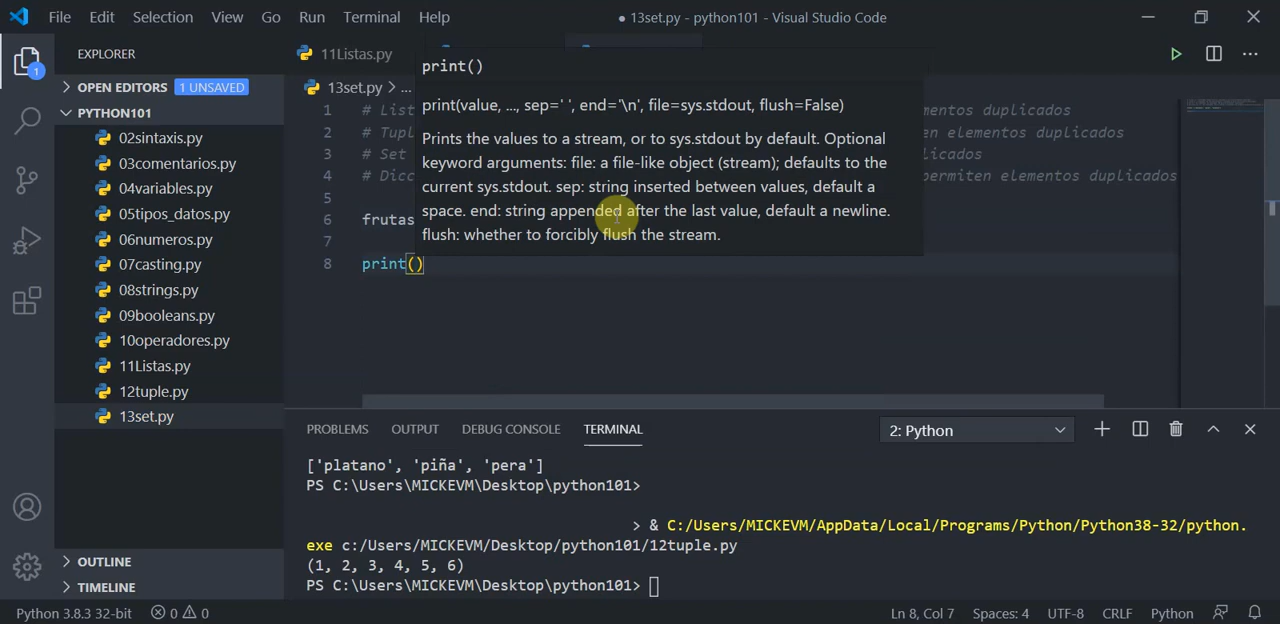 File Edit Selection View Go Run Terminal Help
● 13set.py - python101 - Visual Studio Code
EXPLORER
OPEN EDITORS 1 UNSAVED
PYTHON101
02sintaxis.py
03comentarios.py
04variables.py
05tipos_datos.py
06numeros.py
07casting.py
08strings.py
09booleans.py
10operadores.py
11Listas.py
12tuple.py
13set.py
OUTLINE
TIMELINE
1
11Listas.py
13set.py > ...
print()
print(value, ..., sep=' ', end='\n', file=sys.stdout, flush=False)
Prints the values to a stream, or to sys.stdout by default. Optional
keyword arguments: file: a file-like object (stream); defaults to the
current sys.stdout. sep: string inserted between values, default a
space. end: string appended after the last value, default a newline.
flush: whether to forcibly flush the stream.
1 # List elementos duplicados
2 # Tupl en elementos duplicados
3 # Set licados
4 # Dicc permiten elementos duplicados
5
6 frutas
7
8 print()
PROBLEMS OUTPUT DEBUG CONSOLE TERMINAL 2: Python
['platano', 'piña', 'pera']
PS C:\Users\MICKEVM\Desktop\python101>
> & C:/Users/MICKEVM/AppData/Local/Programs/Python/Python38-32/python.
exe c:/Users/MICKEVM/Desktop/python101/12tuple.py
(1, 2, 3, 4, 5, 6)
PS C:\Users\MICKEVM\Desktop\python101>
Python 3.8.3 32-bit 0 0 Ln 8, Col 7 Spaces: 4 UTF-8 CRLF Python